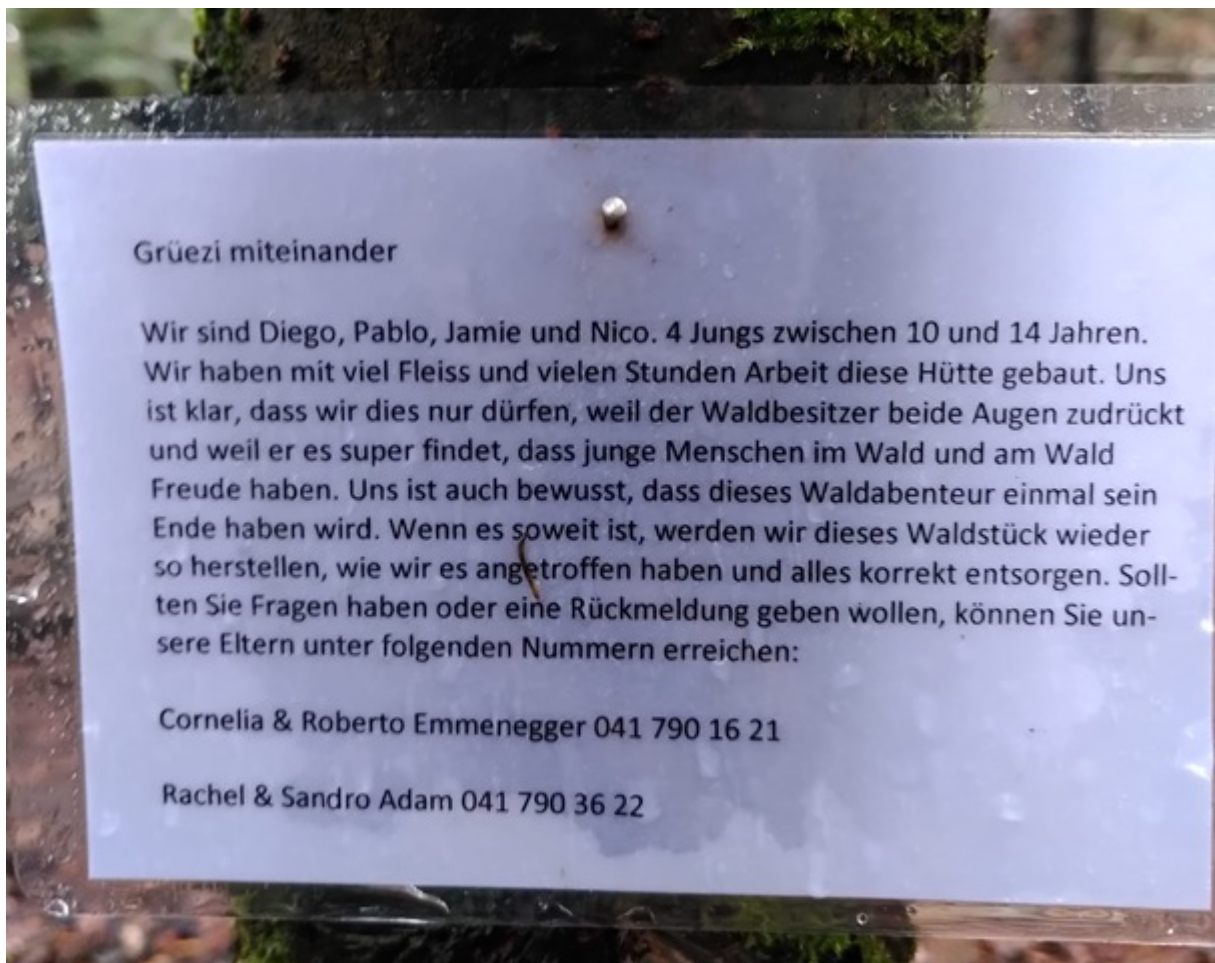 Grüezi miteinander
Wir sind Diego, Pablo, Jamie und Nico. 4 Jungs zwischen 10 und 14 Jahren.
Wir haben mit viel Fleiss und vielen Stunden Arbeit diese Hütte gebaut. Uns
ist klar, dass wir dies nur dürfen, weil der Waldbesitzer beide Augen zudrückt
und weil er es super findet, dass junge Menschen im Wald und am Wald
Freude haben. Uns ist auch bewusst, dass dieses Waldabenteur einmal sein
Ende haben wird. Wenn es soweit ist, werden wir dieses Waldstück wieder
so herstellen, wie wir es angetroffen haben und alles korrekt entsorgen. Soll-
ten Sie Fragen haben oder eine Rückmeldung geben wollen, können Sie un-
sere Eltern unter folgenden Nummern erreichen:
Cornelia & Roberto Emmenegger 041 790 16 21
Rachel & Sandro Adam 041 790 36 22